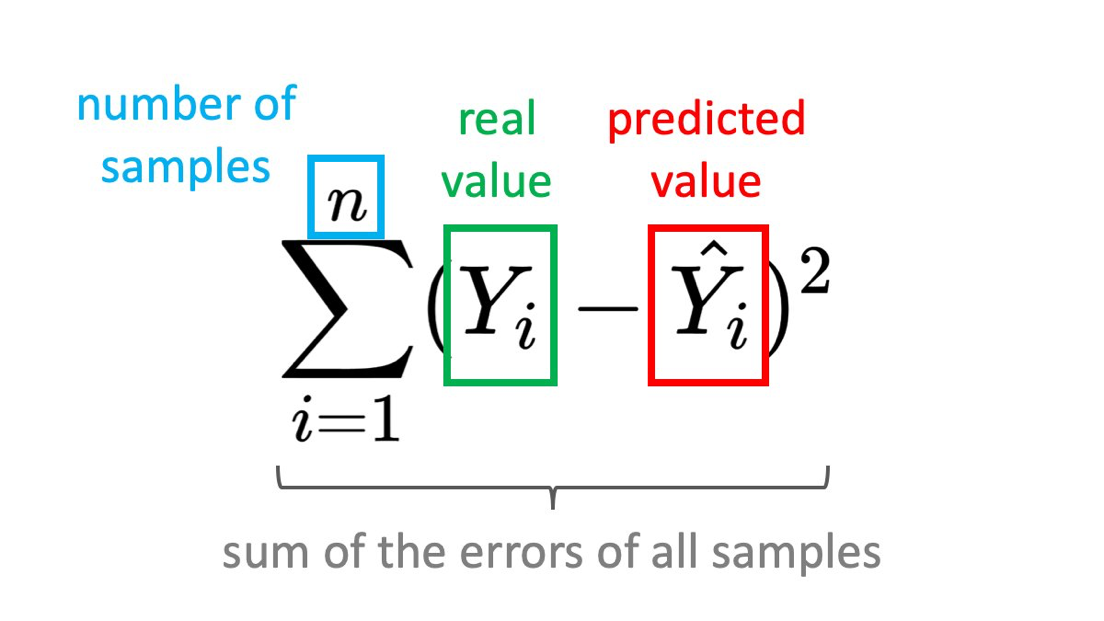 number of
samples
real
value
predicted
value
n
∑(Yᵢ − Ŷᵢ)²
i=1
sum of the errors of all samples